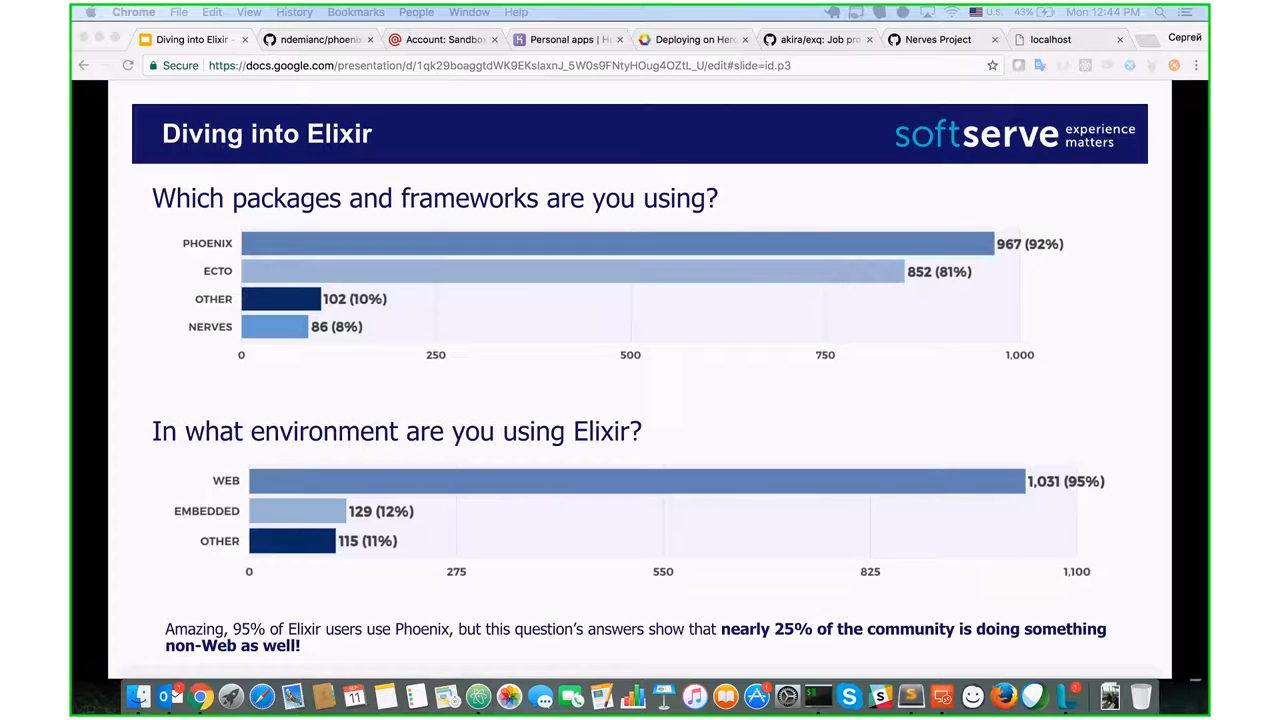 Chrome File Edit View History Bookmarks People Window Help U.S. 43% Mon 12:44 PM
Diving into Elixir - ndemianc/phoenix Account: Sandbox Personal apps | He Deploying on Hero akira/exq: Job pro Nerves Project localhost Сергей
Secure https://docs.google.com/presentation/d/1qk29boaggtdWK9EKslaxnJ_5W0s9FNtyHOug4OZtL_U/edit#slide=id.p3
Diving into Elixir
softserve experience matters
Which packages and frameworks are you using?
PHOENIX 967 (92%)
ECTO 852 (81%)
OTHER 102 (10%)
NERVES 86 (8%)
0 250 500 750 1,000
In what environment are you using Elixir?
WEB 1,031 (95%)
EMBEDDED 129 (12%)
OTHER 115 (11%)
0 275 550 825 1,100
Amazing, 95% of Elixir users use Phoenix, but this question's answers show that nearly 25% of the community is doing something
non-Web as well!